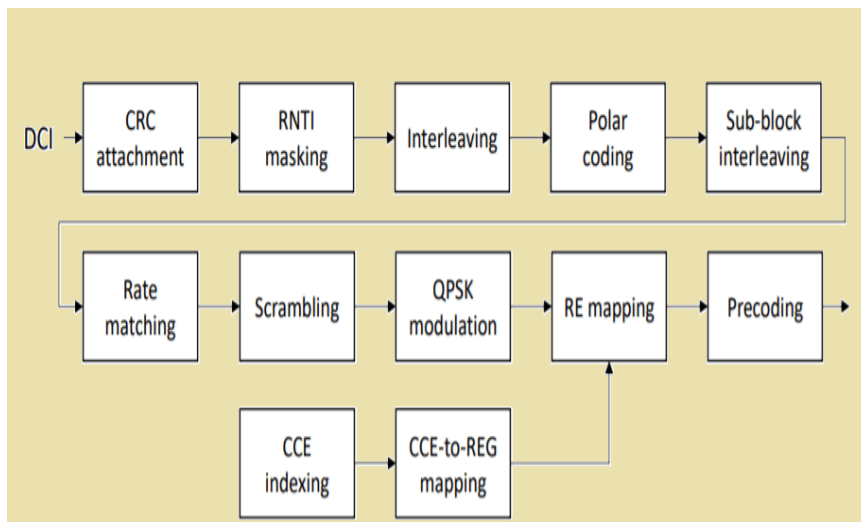 DCI
CRC
attachment
RNTI
masking
Interleaving
Polar
coding
Sub-block
interleaving
Rate
matching
Scrambling
QPSK
modulation
RE mapping
Precoding
CCE
indexing
CCE-to-REG
mapping